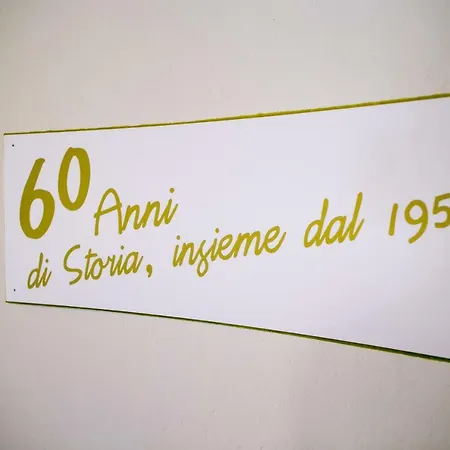 60 Anni
di Storia, insieme dal 195